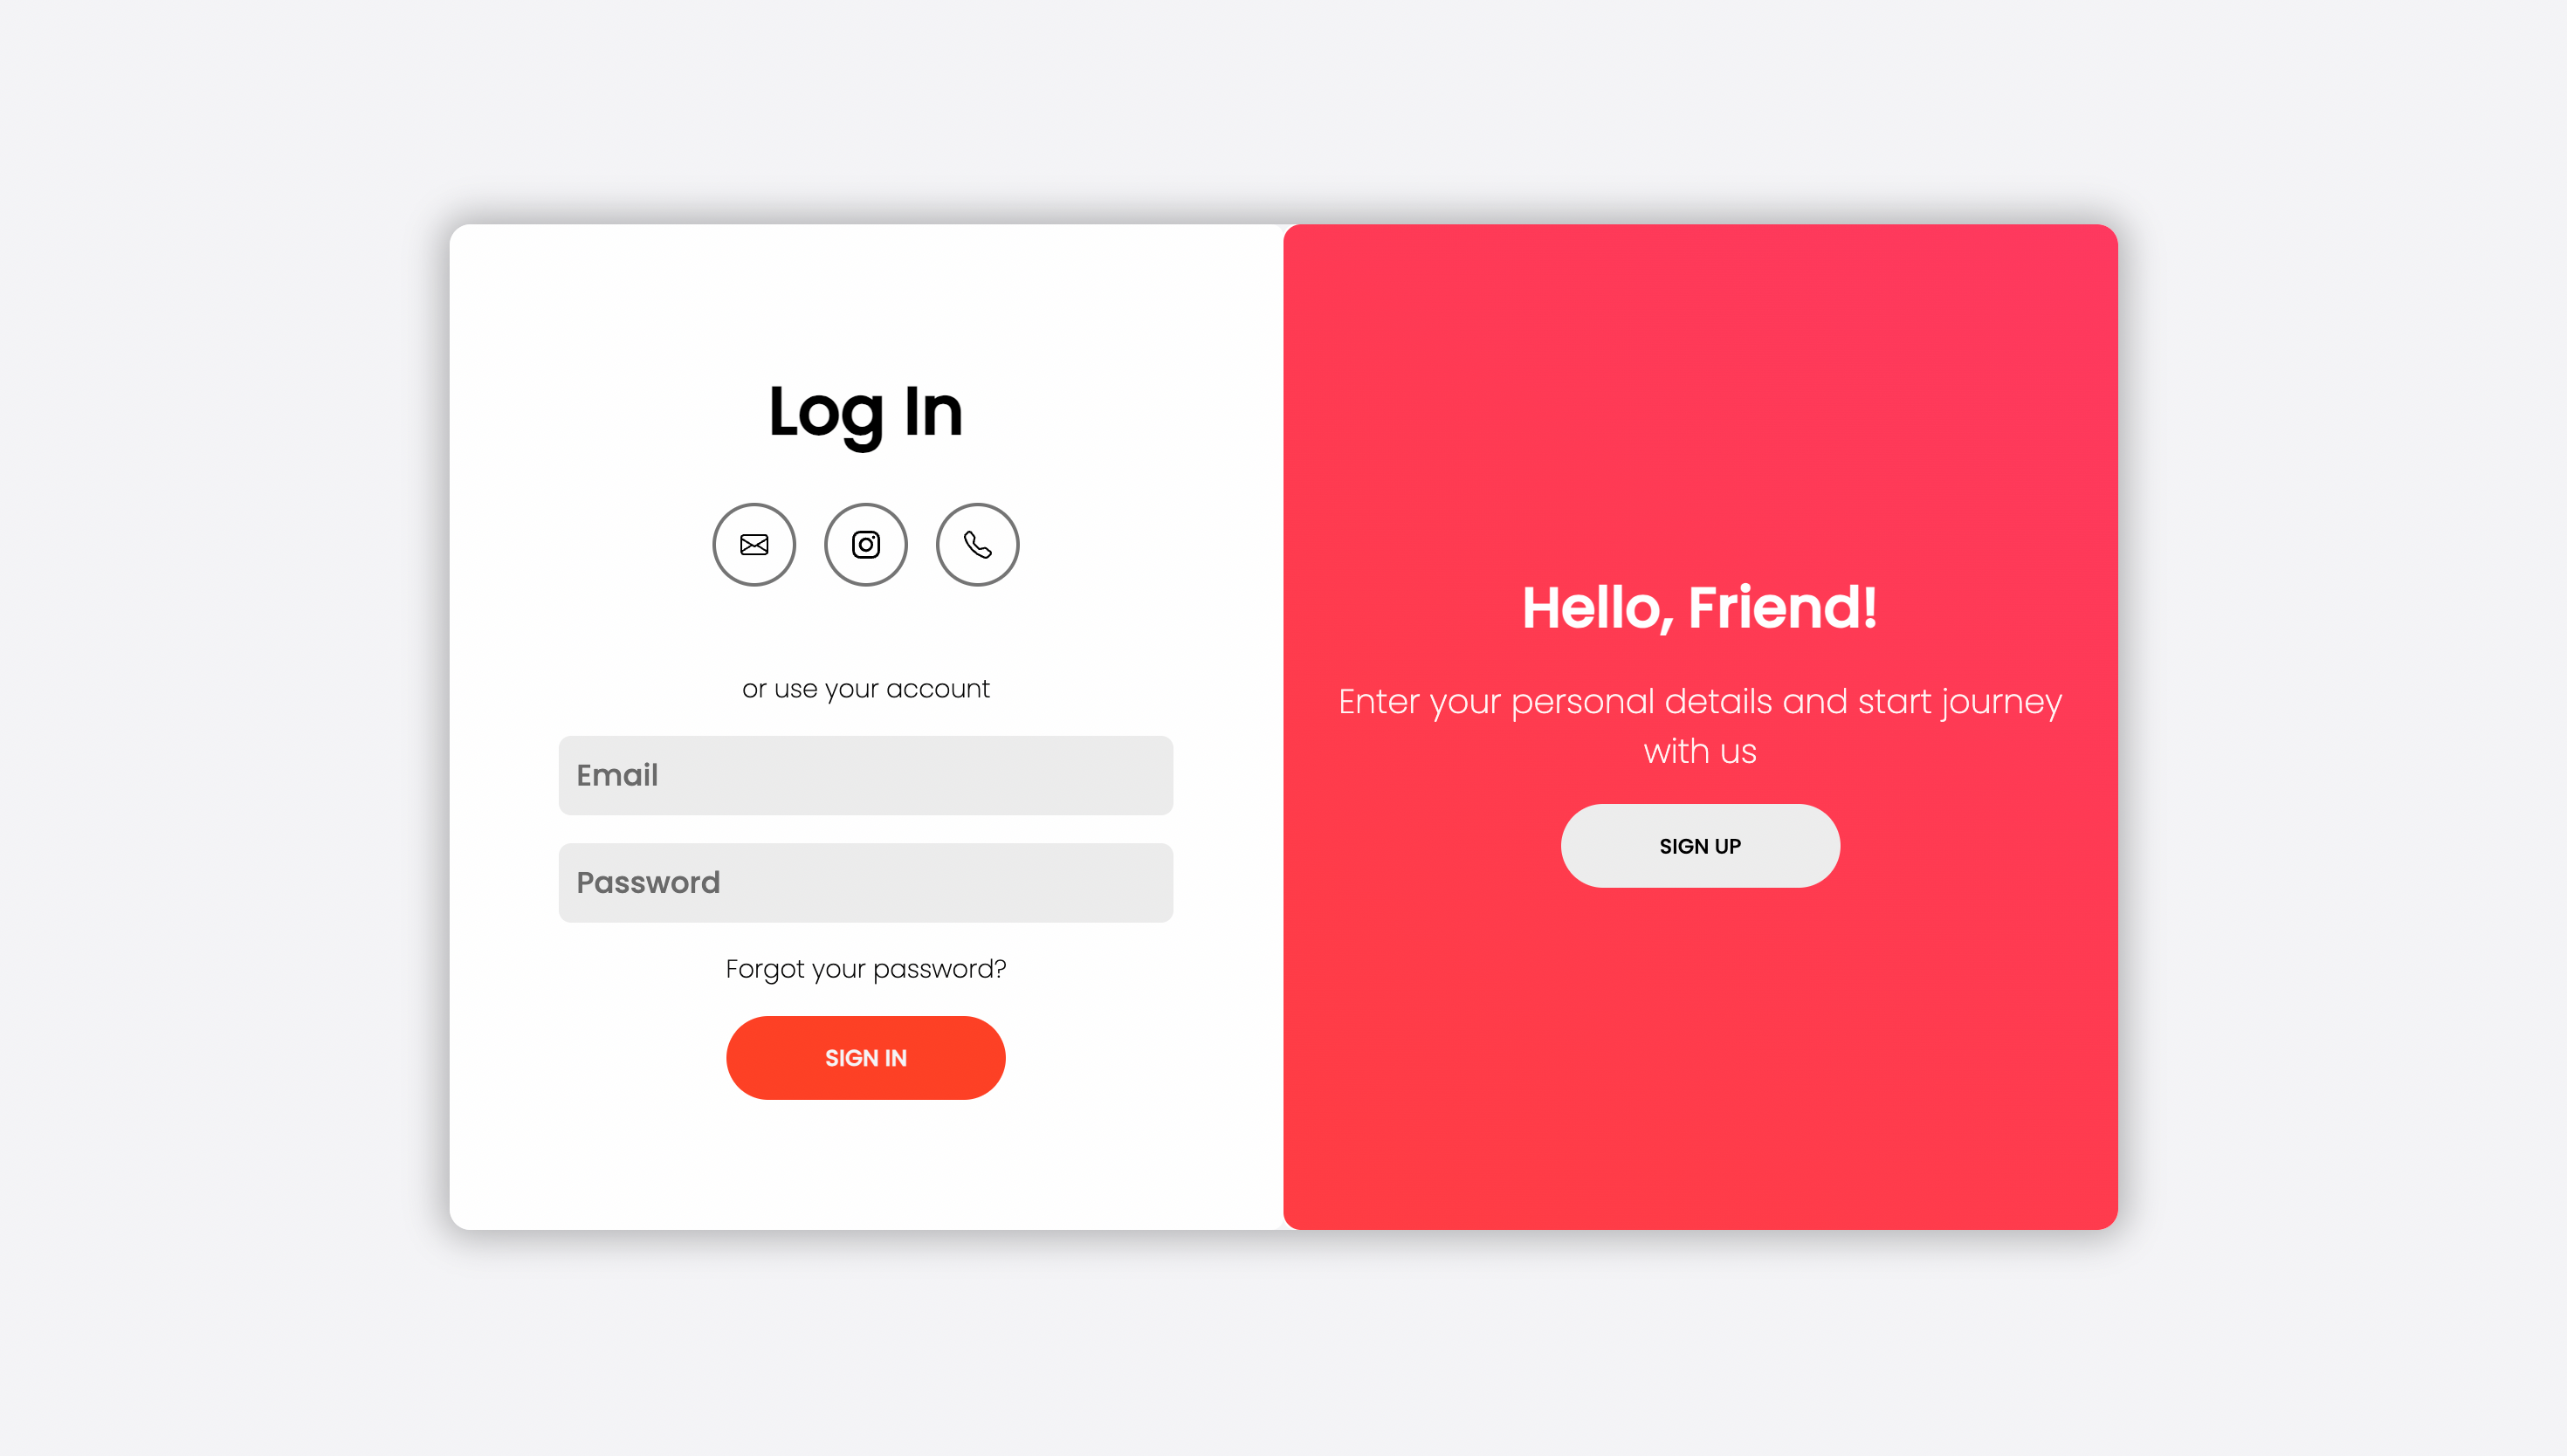 Log In
or use your account
Email
Password
Forgot your password?
SIGN IN
Hello, Friend!
Enter your personal details and start journey
with us
SIGN UP